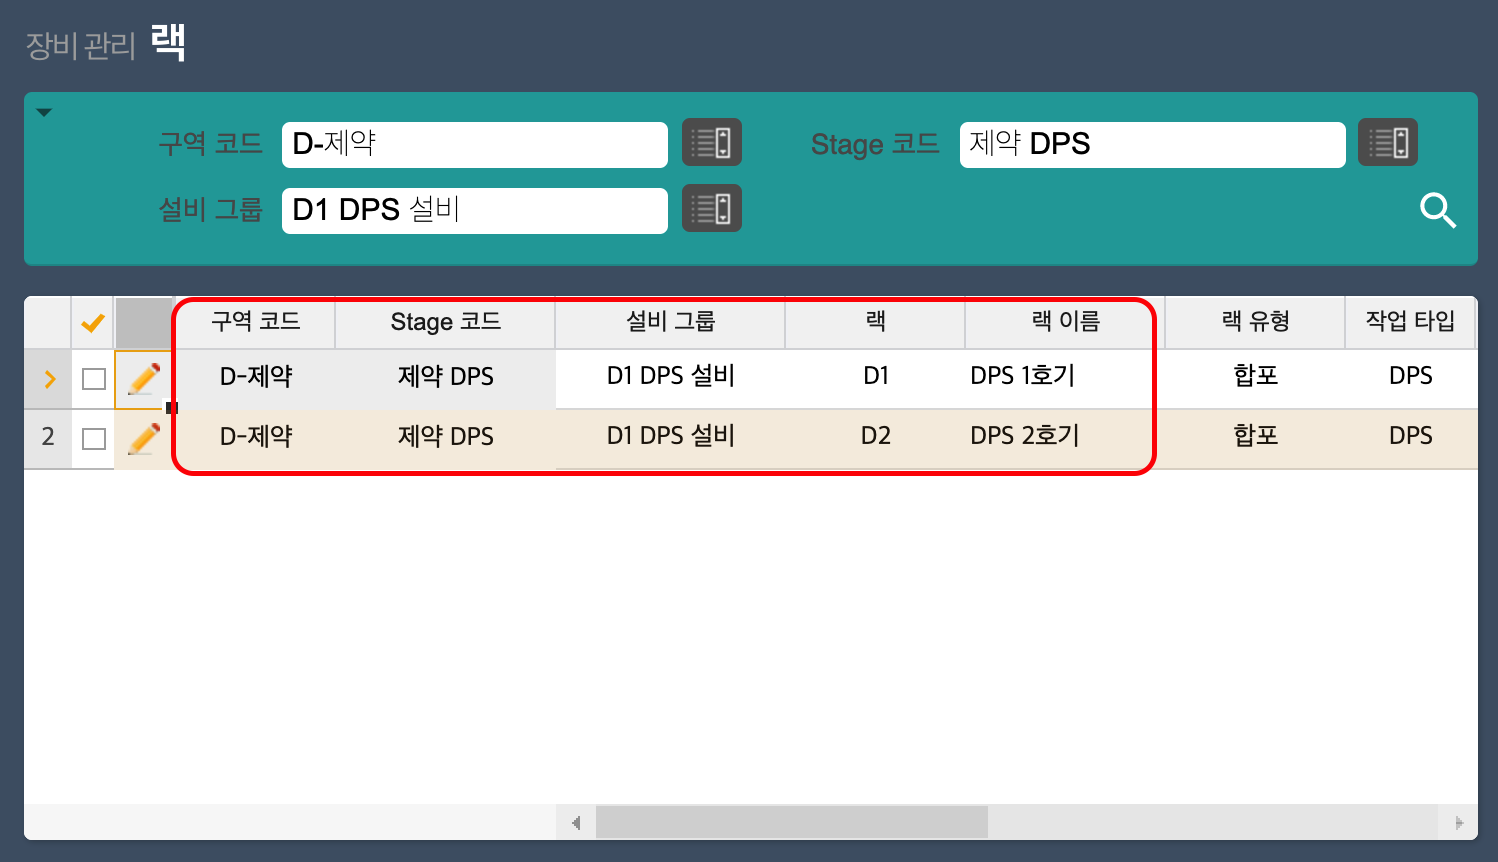 장비 관리 랙
구역 코드 D-제약 Stage 코드 제약 DPS
설비 그룹 D1 DPS 설비
구역 코드 Stage 코드 설비 그룹 랙 랙 이름 랙 유형 작업 타입
D-제약 제약 DPS D1 DPS 설비 D1 DPS 1호기 합포 DPS
2 D-제약 제약 DPS D1 DPS 설비 D2 DPS 2호기 합포 DPS